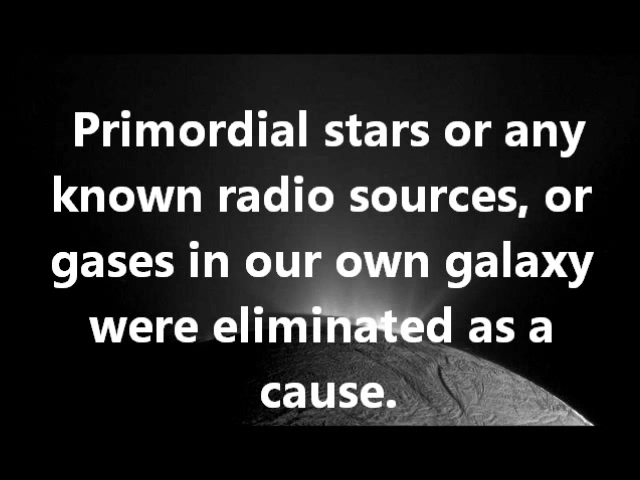 Primordial stars or any
known radio sources, or
gases in our own galaxy
were eliminated as a
cause.